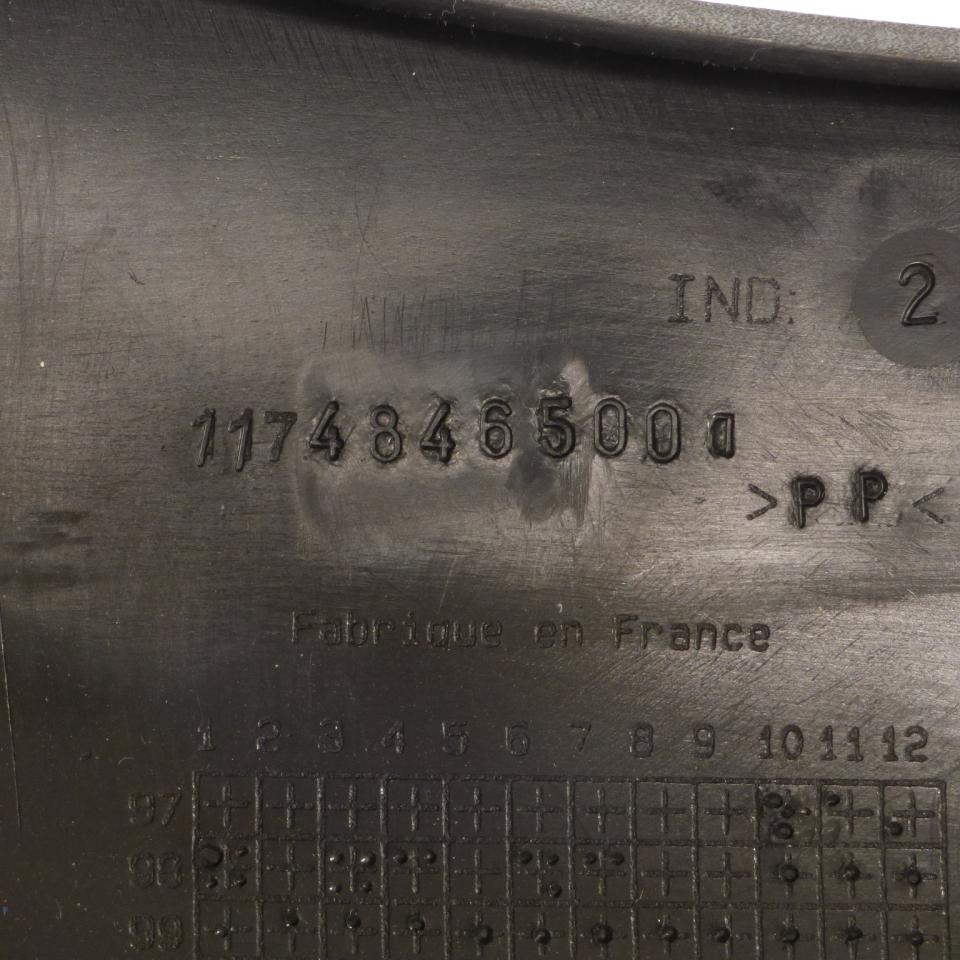 IND: 2
1174846500a
>PP<
Fabrique en France
1 2 3 4 5 6 7 8 9 10 11 12
97
98
99